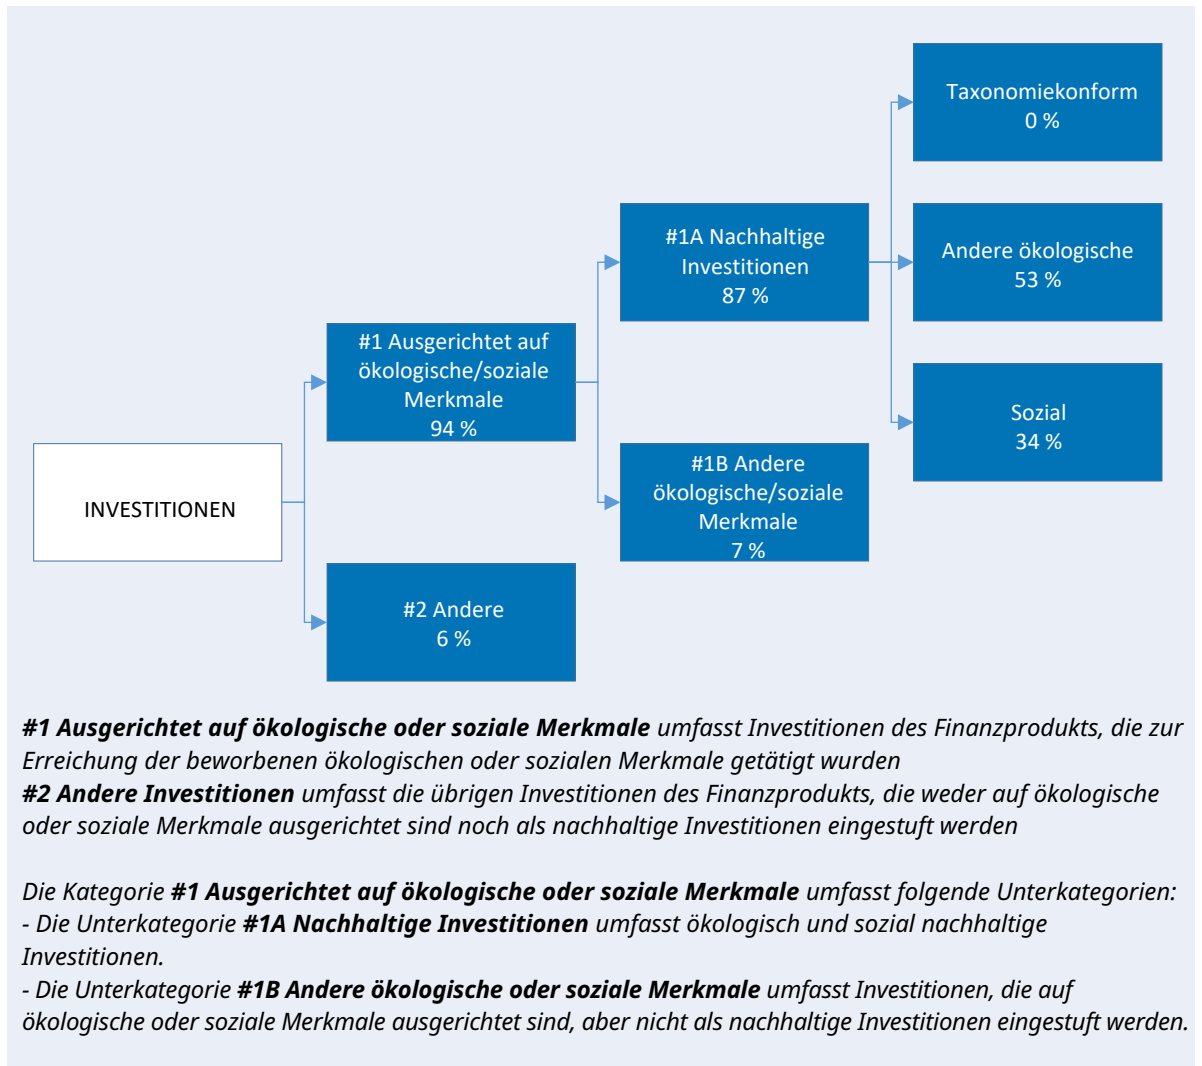 Taxonomiekonform
0 %
#1A Nachhaltige
Investitionen
87 %
Andere ökologische
53 %
#1 Ausgerichtet auf
ökologische/soziale
Merkmale
94 %
Sozial
34 %
INVESTITIONEN
#1B Andere
ökologische/soziale
Merkmale
7 %
#2 Andere
6 %
#1 Ausgerichtet auf ökologische oder soziale Merkmale umfasst Investitionen des Finanzprodukts, die zur
Erreichung der beworbenen ökologischen oder sozialen Merkmale getätigt wurden
#2 Andere Investitionen umfasst die übrigen Investitionen des Finanzprodukts, die weder auf ökologische
oder soziale Merkmale ausgerichtet sind noch als nachhaltige Investitionen eingestuft werden
Die Kategorie #1 Ausgerichtet auf ökologische oder soziale Merkmale umfasst folgende Unterkategorien:
- Die Unterkategorie #1A Nachhaltige Investitionen umfasst ökologisch und sozial nachhaltige
Investitionen.
- Die Unterkategorie #1B Andere ökologische oder soziale Merkmale umfasst Investitionen, die auf
ökologische oder soziale Merkmale ausgerichtet sind, aber nicht als nachhaltige Investitionen eingestuft werden.